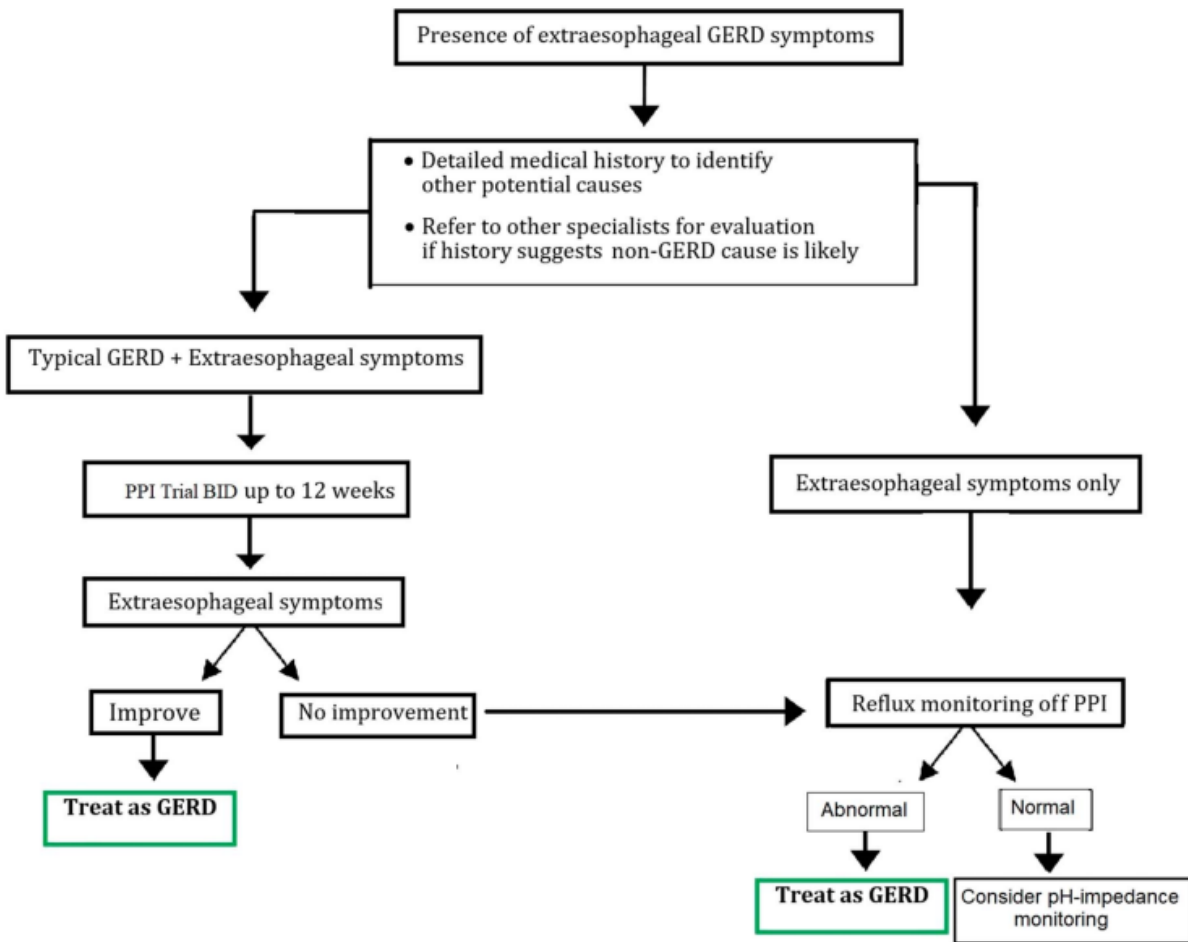 Presence of extraesophageal GERD symptoms
• Detailed medical history to identify
other potential causes
• Refer to other specialists for evaluation
if history suggests non-GERD cause is likely
Typical GERD + Extraesophageal symptoms
PPI Trial BID up to 12 weeks
Extraesophageal symptoms only
Extraesophageal symptoms
Improve
No improvement
Reflux monitoring off PPI
Treat as GERD
Abnormal
Normal
Treat as GERD
Consider pH-impedance
monitoring